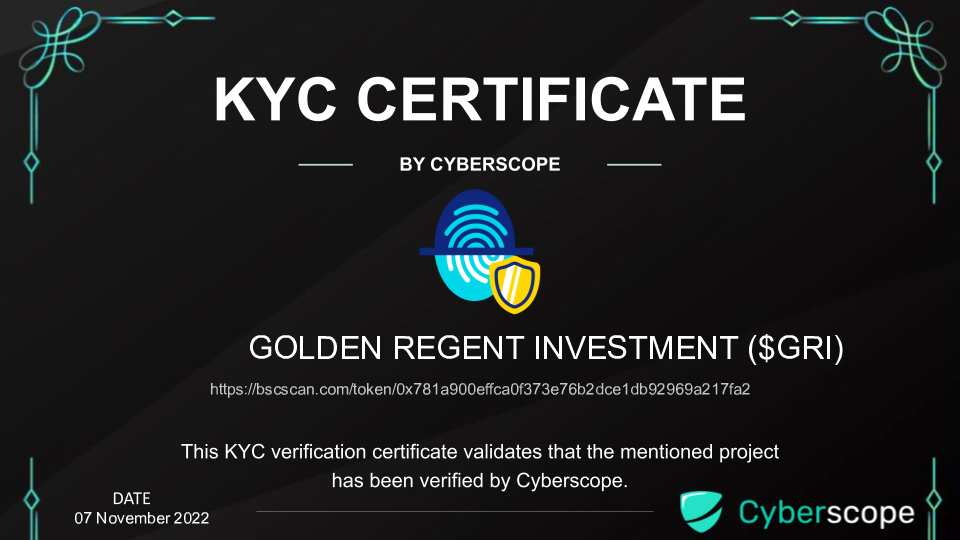 KYC CERTIFICATE
BY CYBERSCOPE
GOLDEN REGENT INVESTMENT ($GRI)
https://bscscan.com/token/0x781a900effca0f373e76b2dce1db92969a217fa2
This KYC verification certificate validates that the mentioned project
has been verified by Cyberscope.
DATE
07 November 2022
Cyberscope